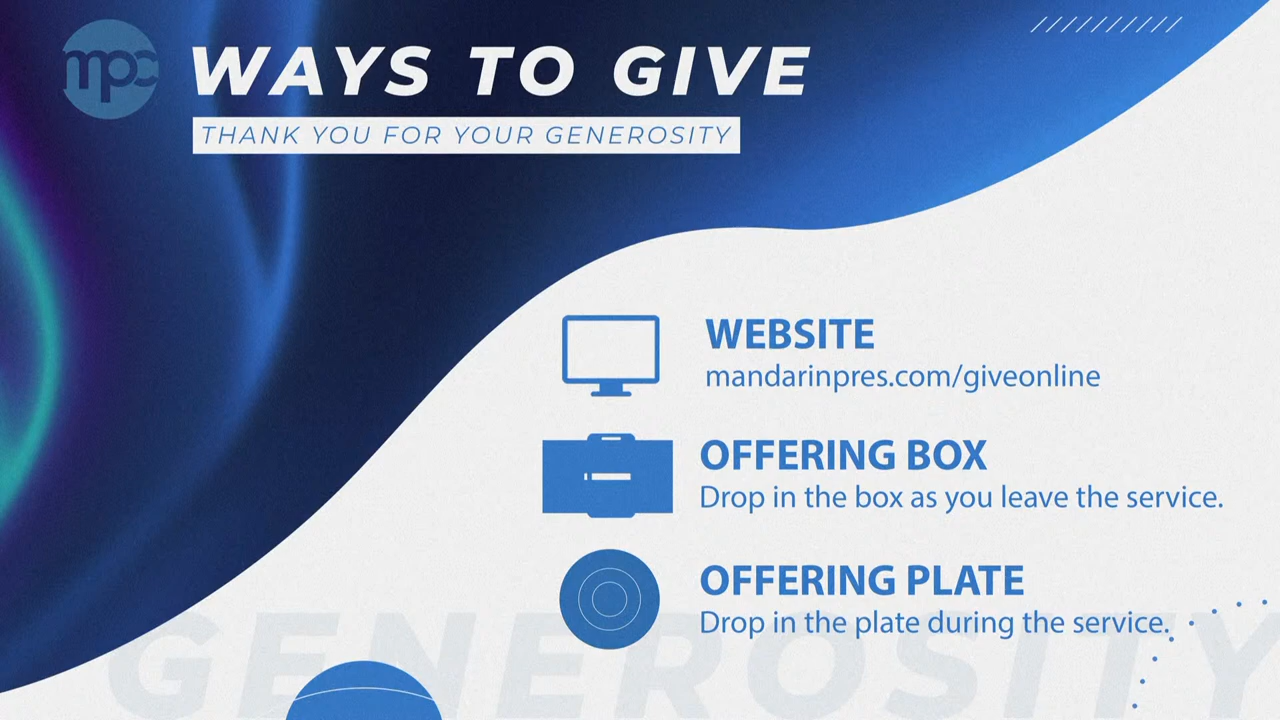 mpc
WAYS TO GIVE
THANK YOU FOR YOUR GENEROSITY
WEBSITE
mandarinpres.com/giveonline
OFFERING BOX
Drop in the box as you leave the service.
OFFERING PLATE
Drop in the plate during the service.
GENEROSITY